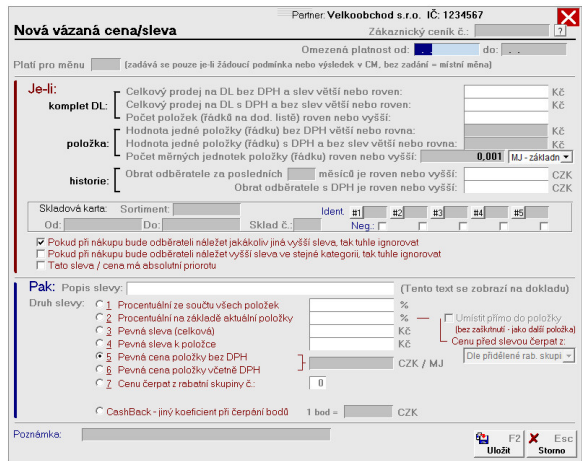 Partner: Velkoobchod s.r.o. IČ: 1234567
Nová vázaná cena/sleva
Zákaznický ceník č.: ?
Omezená platnost od: . . do: . .
Platí pro měnu (zadává se pouze je-li žádoucí podmínka nebo výsledek v CM, bez zadání = místní měna)
Je-li:
komplet DL:
Celkový prodej na DL bez DPH a slev větší nebo roven: Kč
Celkový prodej na DL s DPH a bez slev větší nebo roven: Kč
Počet položek (řádků na dod. listě) roven nebo vyšší:
položka:
Hodnota jedné položky (řádku) bez DPH větší nebo rovna: Kč
Hodnota jedné položky (řádku) s DPH a bez slev větší nebo rovna: Kč
Počet měrných jednotek položky (řádku) roven nebo vyšší: 0,001 MJ - základn
historie:
Obrat odběratele za posledních měsíců je roven nebo vyšší: CZK
Obrat odběratele s DPH je roven nebo vyšší: CZK
Skladová karta: Sortiment: Ident. #1 #2 #3 #4 #5
Od: Do: Sklad č.: Neg.:
Pokud při nákupu bude odběrateli náležet jakákoliv jiná vyšší sleva, tak tuhle ignorovat
Pokud při nákupu bude odběrateli náležet vyšší sleva ve stejné kategorii, tak tuhle ignorovat
Tato sleva / cena má absolutní priorotu
Pak: Popis slevy: (Tento text se zobrazí na dokladu)
Druh slevy:
1 Procentuální ze součtu všech položek %
2 Procentuální na základě aktuální položky %
3 Pevná sleva (celková) Kč
4 Pevná sleva k položce Kč
5 Pevná cena položky bez DPH
6 Pevná cena položky včetně DPH
CZK / MJ
7 Cenu čerpat z rabatní skupiny č.: 0
Umístit přímo do položky
(bez zaškrtnutí - jako další položka)
Cenu před slevou čerpat z:
Dle přidělené rab. skupi
CashBack - jiný koeficient při čerpání bodů 1 bod = CZK
Poznámka:
F2 Uložit
Esc Storno